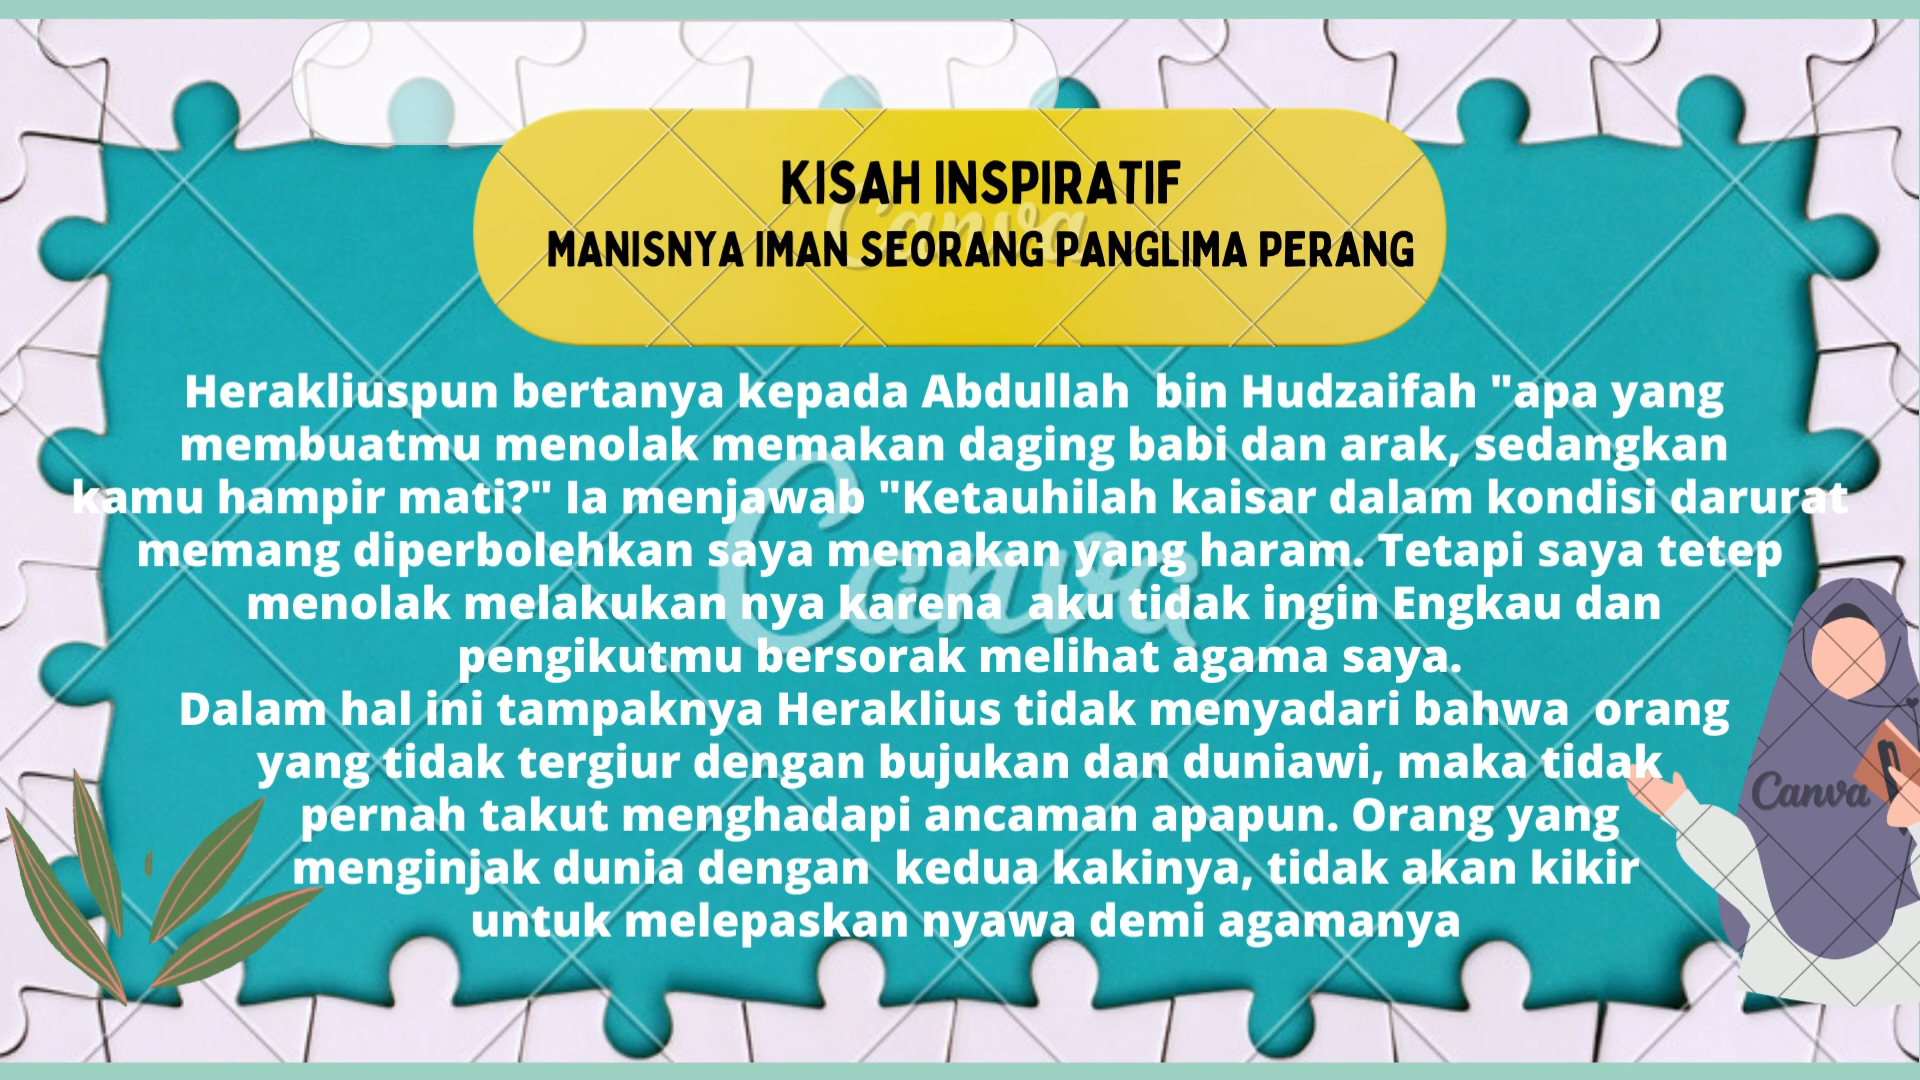 KISAH INSPIRATIF
MANISNYA IMAN SEORANG PANGLIMA PERANG
Canva
Herakliuspun bertanya kepada Abdullah  bin Hudzaifah "apa yang
membuatmu menolak memakan daging babi dan arak, sedangkan
kamu hampir mati?" Ia menjawab "Ketauhilah kaisar dalam kondisi darurat
memang diperbolehkan saya memakan yang haram. Tetapi saya tetep
menolak melakukan nya karena  aku tidak ingin Engkau dan
pengikutmu bersorak melihat agama saya.
Canva
Dalam hal ini tampaknya Heraklius tidak menyadari bahwa  orang
yang tidak tergiur dengan bujukan dan duniawi, maka tidak
pernah takut menghadapi ancaman apapun. Orang yang
menginjak dunia dengan  kedua kakinya, tidak akan kikir
untuk melepaskan nyawa demi agamanya
Canva